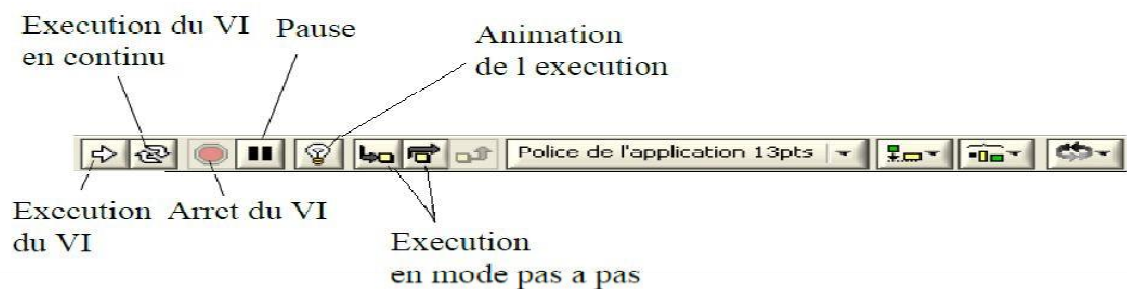 Execution du VI
en continu
Pause
Animation
de l execution
Police de l'application 13pts
Execution
du VI
Arret du VI
Execution
en mode pas a pas